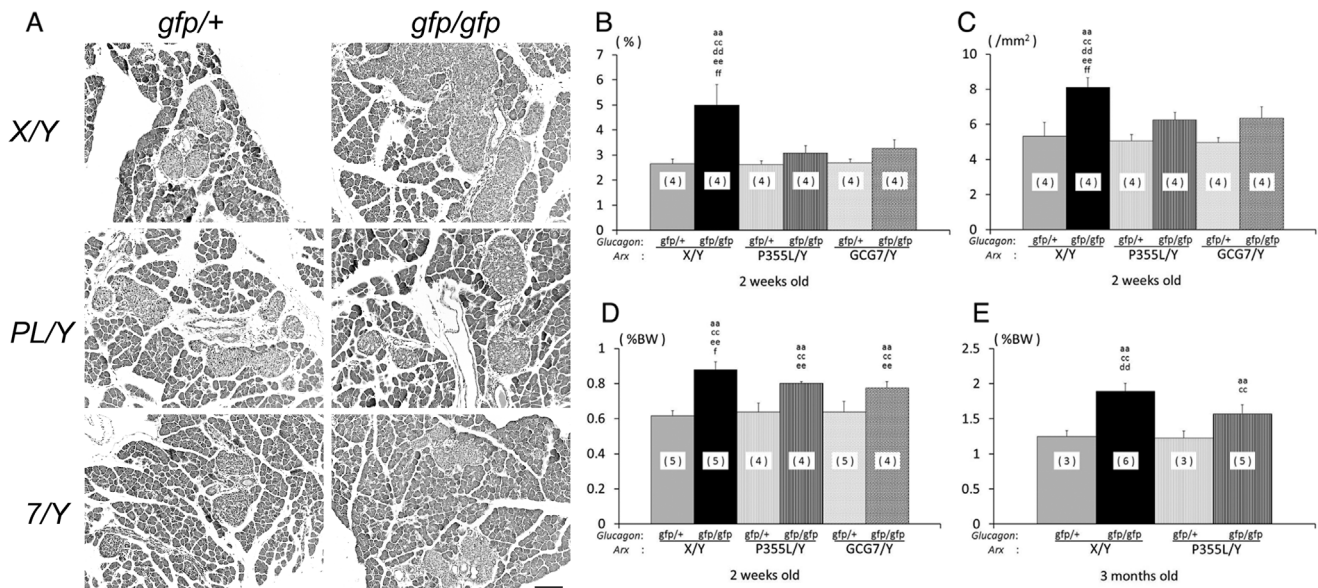 A
gfp/+ gfp/gfp
X/Y
PL/Y
7/Y
B
(%)
7
6
5
4
3
2
1
0
aa
cc
dd
ee
ff
(4) (4) (4) (4) (4) (4)
Glucagon: gfp/+ gfp/gfp gfp/+ gfp/gfp gfp/+ gfp/gfp
Arx : X/Y P355L/Y GCG7/Y
2 weeks old
C
(/mm²)
10
8
6
4
2
0
aa
cc
dd
ee
ff
(4) (4) (4) (4) (4) (4)
Glucagon: gfp/+ gfp/gfp gfp/+ gfp/gfp gfp/+ gfp/gfp
Arx : X/Y P355L/Y GCG7/Y
2 weeks old
D
(%BW)
1
0.8
0.6
0.4
0.2
0
aa
cc
ee
f
aa
cc
ee
aa
cc
ee
(5) (5) (4) (4) (5) (4)
Glucagon: gfp/+ gfp/gfp gfp/+ gfp/gfp gfp/+ gfp/gfp
Arx : X/Y P355L/Y GCG7/Y
2 weeks old
E
(%BW)
2.5
2
1.5
1
0.5
0
aa
cc
dd
aa
cc
(3) (6) (3) (5)
Glucagon: gfp/+ gfp/gfp gfp/+ gfp/gfp
Arx : X/Y P355L/Y
3 months old